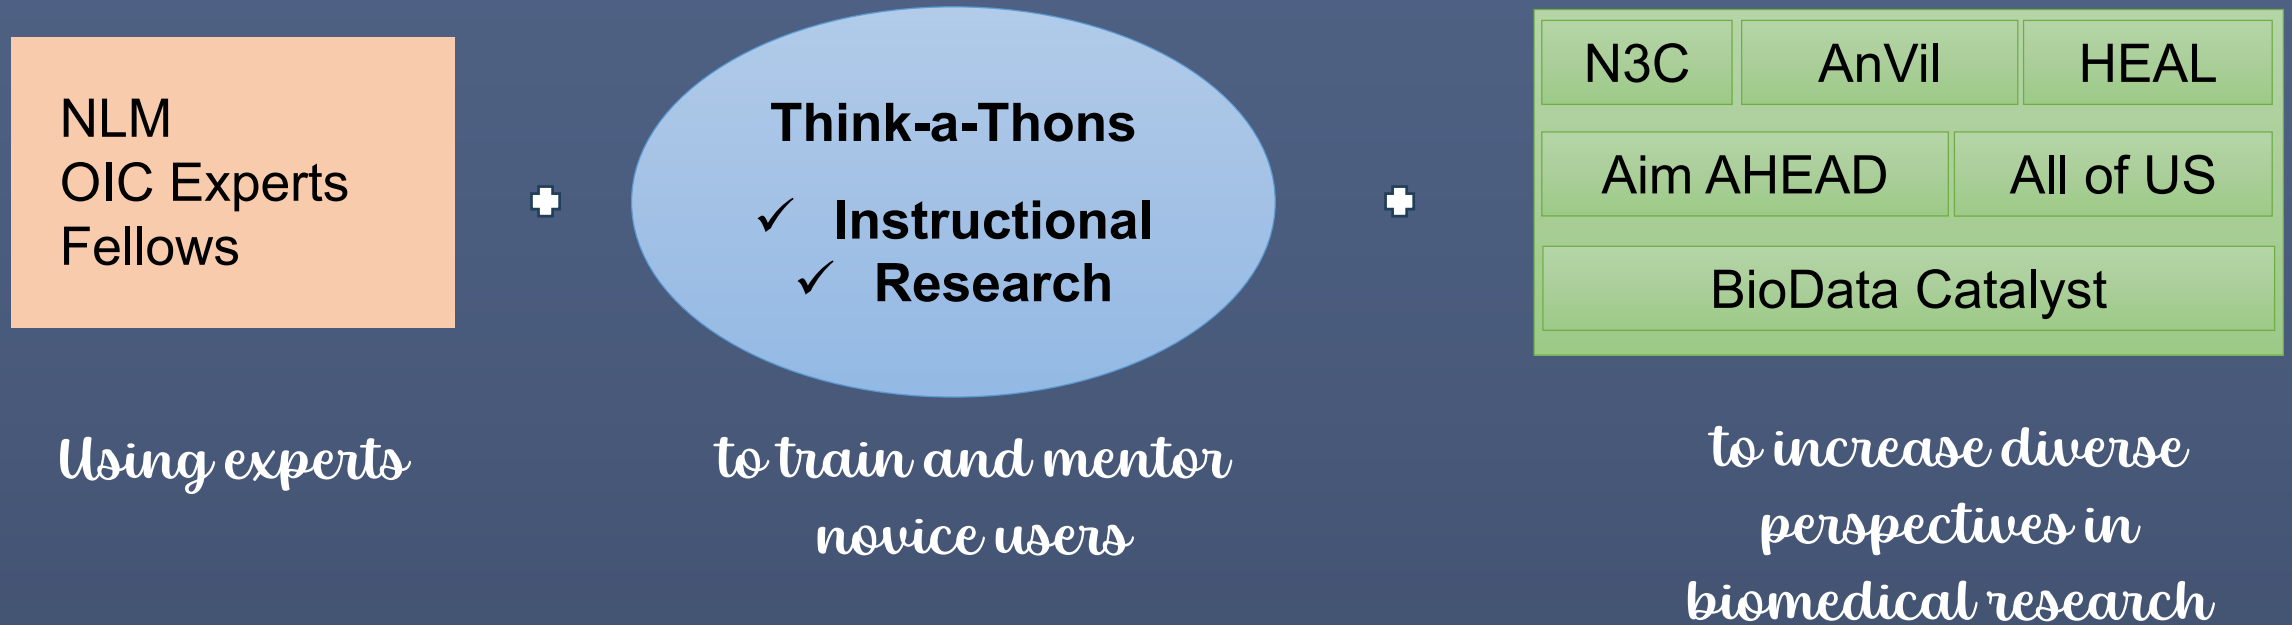 NLM
OIC Experts
Fellows
Using experts
Think-a-Thons
✓ Instructional
✓ Research
to train and mentor
novice users
N3C AnVil HEAL
Aim AHEAD All of US
BioData Catalyst
to increase diverse
perspectives in
biomedical research